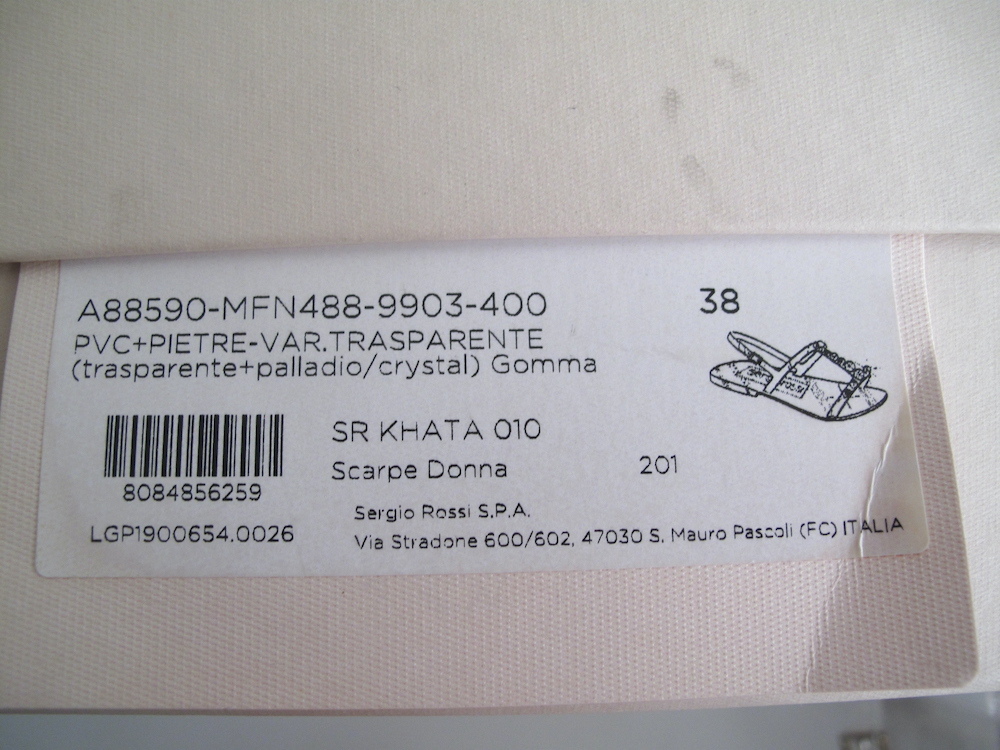 A88590-MFN488-9903-400 38
PVC+PIETRE-VAR.TRASPARENTE
(trasparente+palladio/crystal) Gomma
SR KHATA 010
8084856259
Scarpe Donna 201
LGP1900654.0026
Sergio Rossi S.P.A.
Via Stradone 600/602, 47030 S. Mauro Pascoli (FC) ITALIA